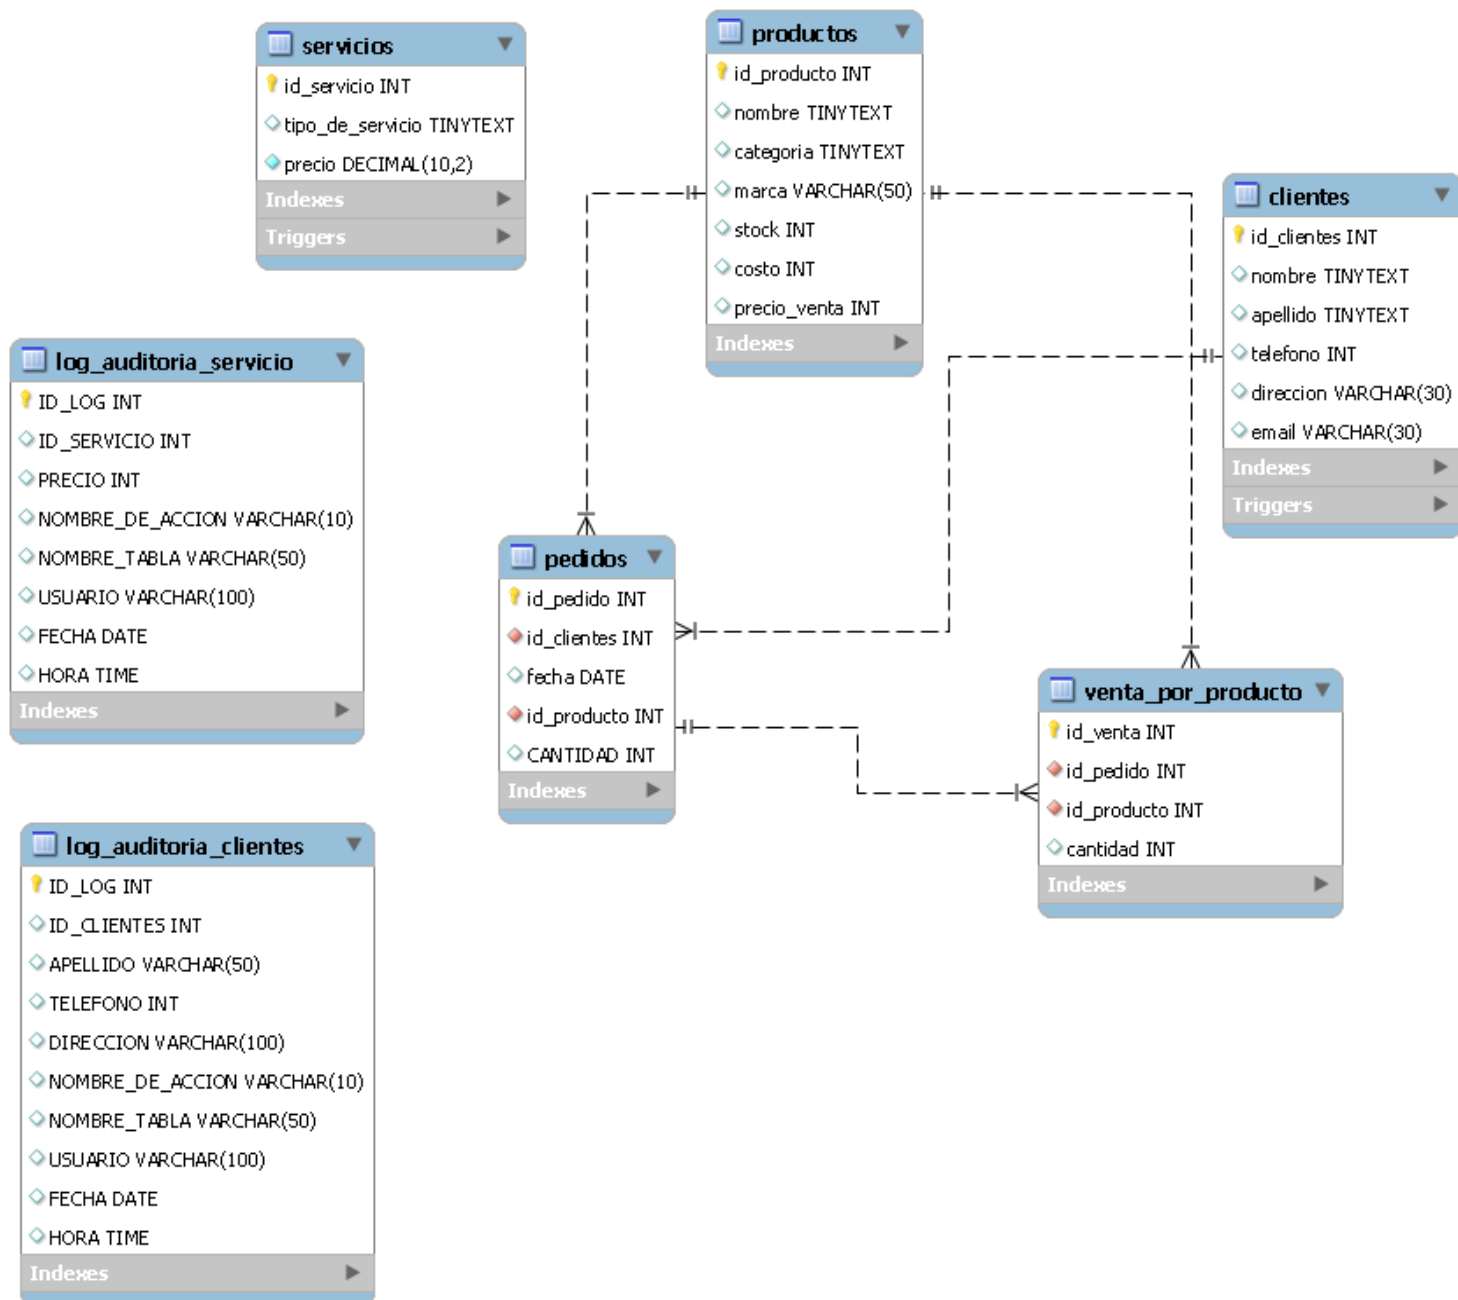 servicios
id_servicio INT
tipo_de_servicio TINYTEXT
precio DECIMAL(10,2)
Indexes
Triggers
productos
id_producto INT
nombre TINYTEXT
categoria TINYTEXT
marca VARCHAR(50)
stock INT
costo INT
precio_venta INT
Indexes
clientes
id_clientes INT
nombre TINYTEXT
apellido TINYTEXT
telefono INT
direccion VARCHAR(30)
email VARCHAR(30)
Indexes
Triggers
log_auditoria_servicio
ID_LOG INT
ID_SERVICIO INT
PRECIO INT
NOMBRE_DE_ACCION VARCHAR(10)
NOMBRE_TABLA VARCHAR(50)
USUARIO VARCHAR(100)
FECHA DATE
HORA TIME
Indexes
pedidos
id_pedido INT
id_clientes INT
fecha DATE
id_producto INT
CANTIDAD INT
Indexes
venta_por_producto
id_venta INT
id_pedido INT
id_producto INT
cantidad INT
Indexes
log_auditoria_clientes
ID_LOG INT
ID_CLIENTES INT
APELLIDO VARCHAR(50)
TELEFONO INT
DIRECCION VARCHAR(100)
NOMBRE_DE_ACCION VARCHAR(10)
NOMBRE_TABLA VARCHAR(50)
USUARIO VARCHAR(100)
FECHA DATE
HORA TIME
Indexes